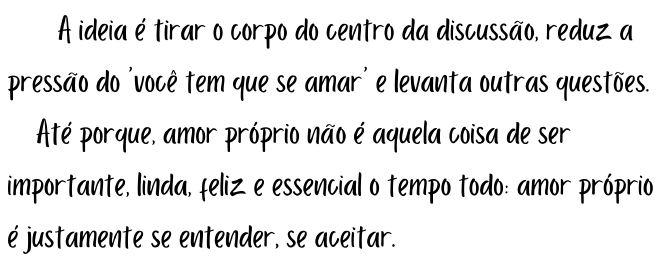 A ideia é tirar o corpo do centro da discussão, reduz a
pressão do 'você tem que se amar' e levanta outras questões.
Até porque, amor próprio não é aquela coisa de ser
importante, linda, feliz e essencial o tempo todo: amor próprio
é justamente se entender, se aceitar.